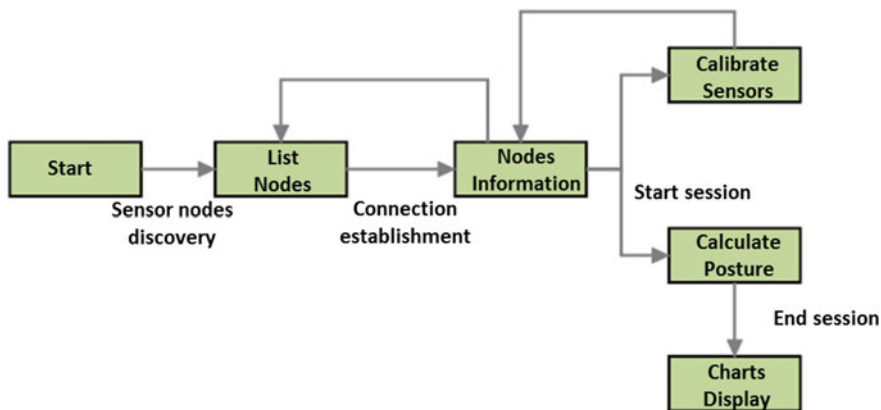 Calibrate
Sensors
Start
List
Nodes
Nodes
Information
Sensor nodes
discovery
Connection
establishment
Start session
Calculate
Posture
End session
Charts
Display